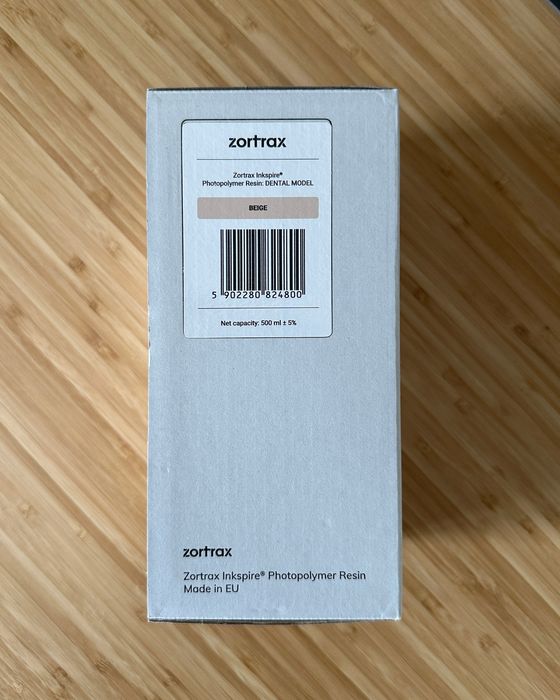 zortrax
Zortrax Inkspire®
Photopolymer Resin: DENTAL MODEL
BEIGE
5 902280 824800
Net capacity: 500 ml ± 5%
zortrax
Zortrax Inkspire® Photopolymer Resin
Made in EU